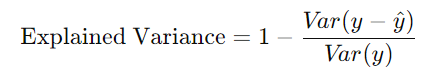 Explained Variance = 1 − Var(y − ŷ) / Var(y)